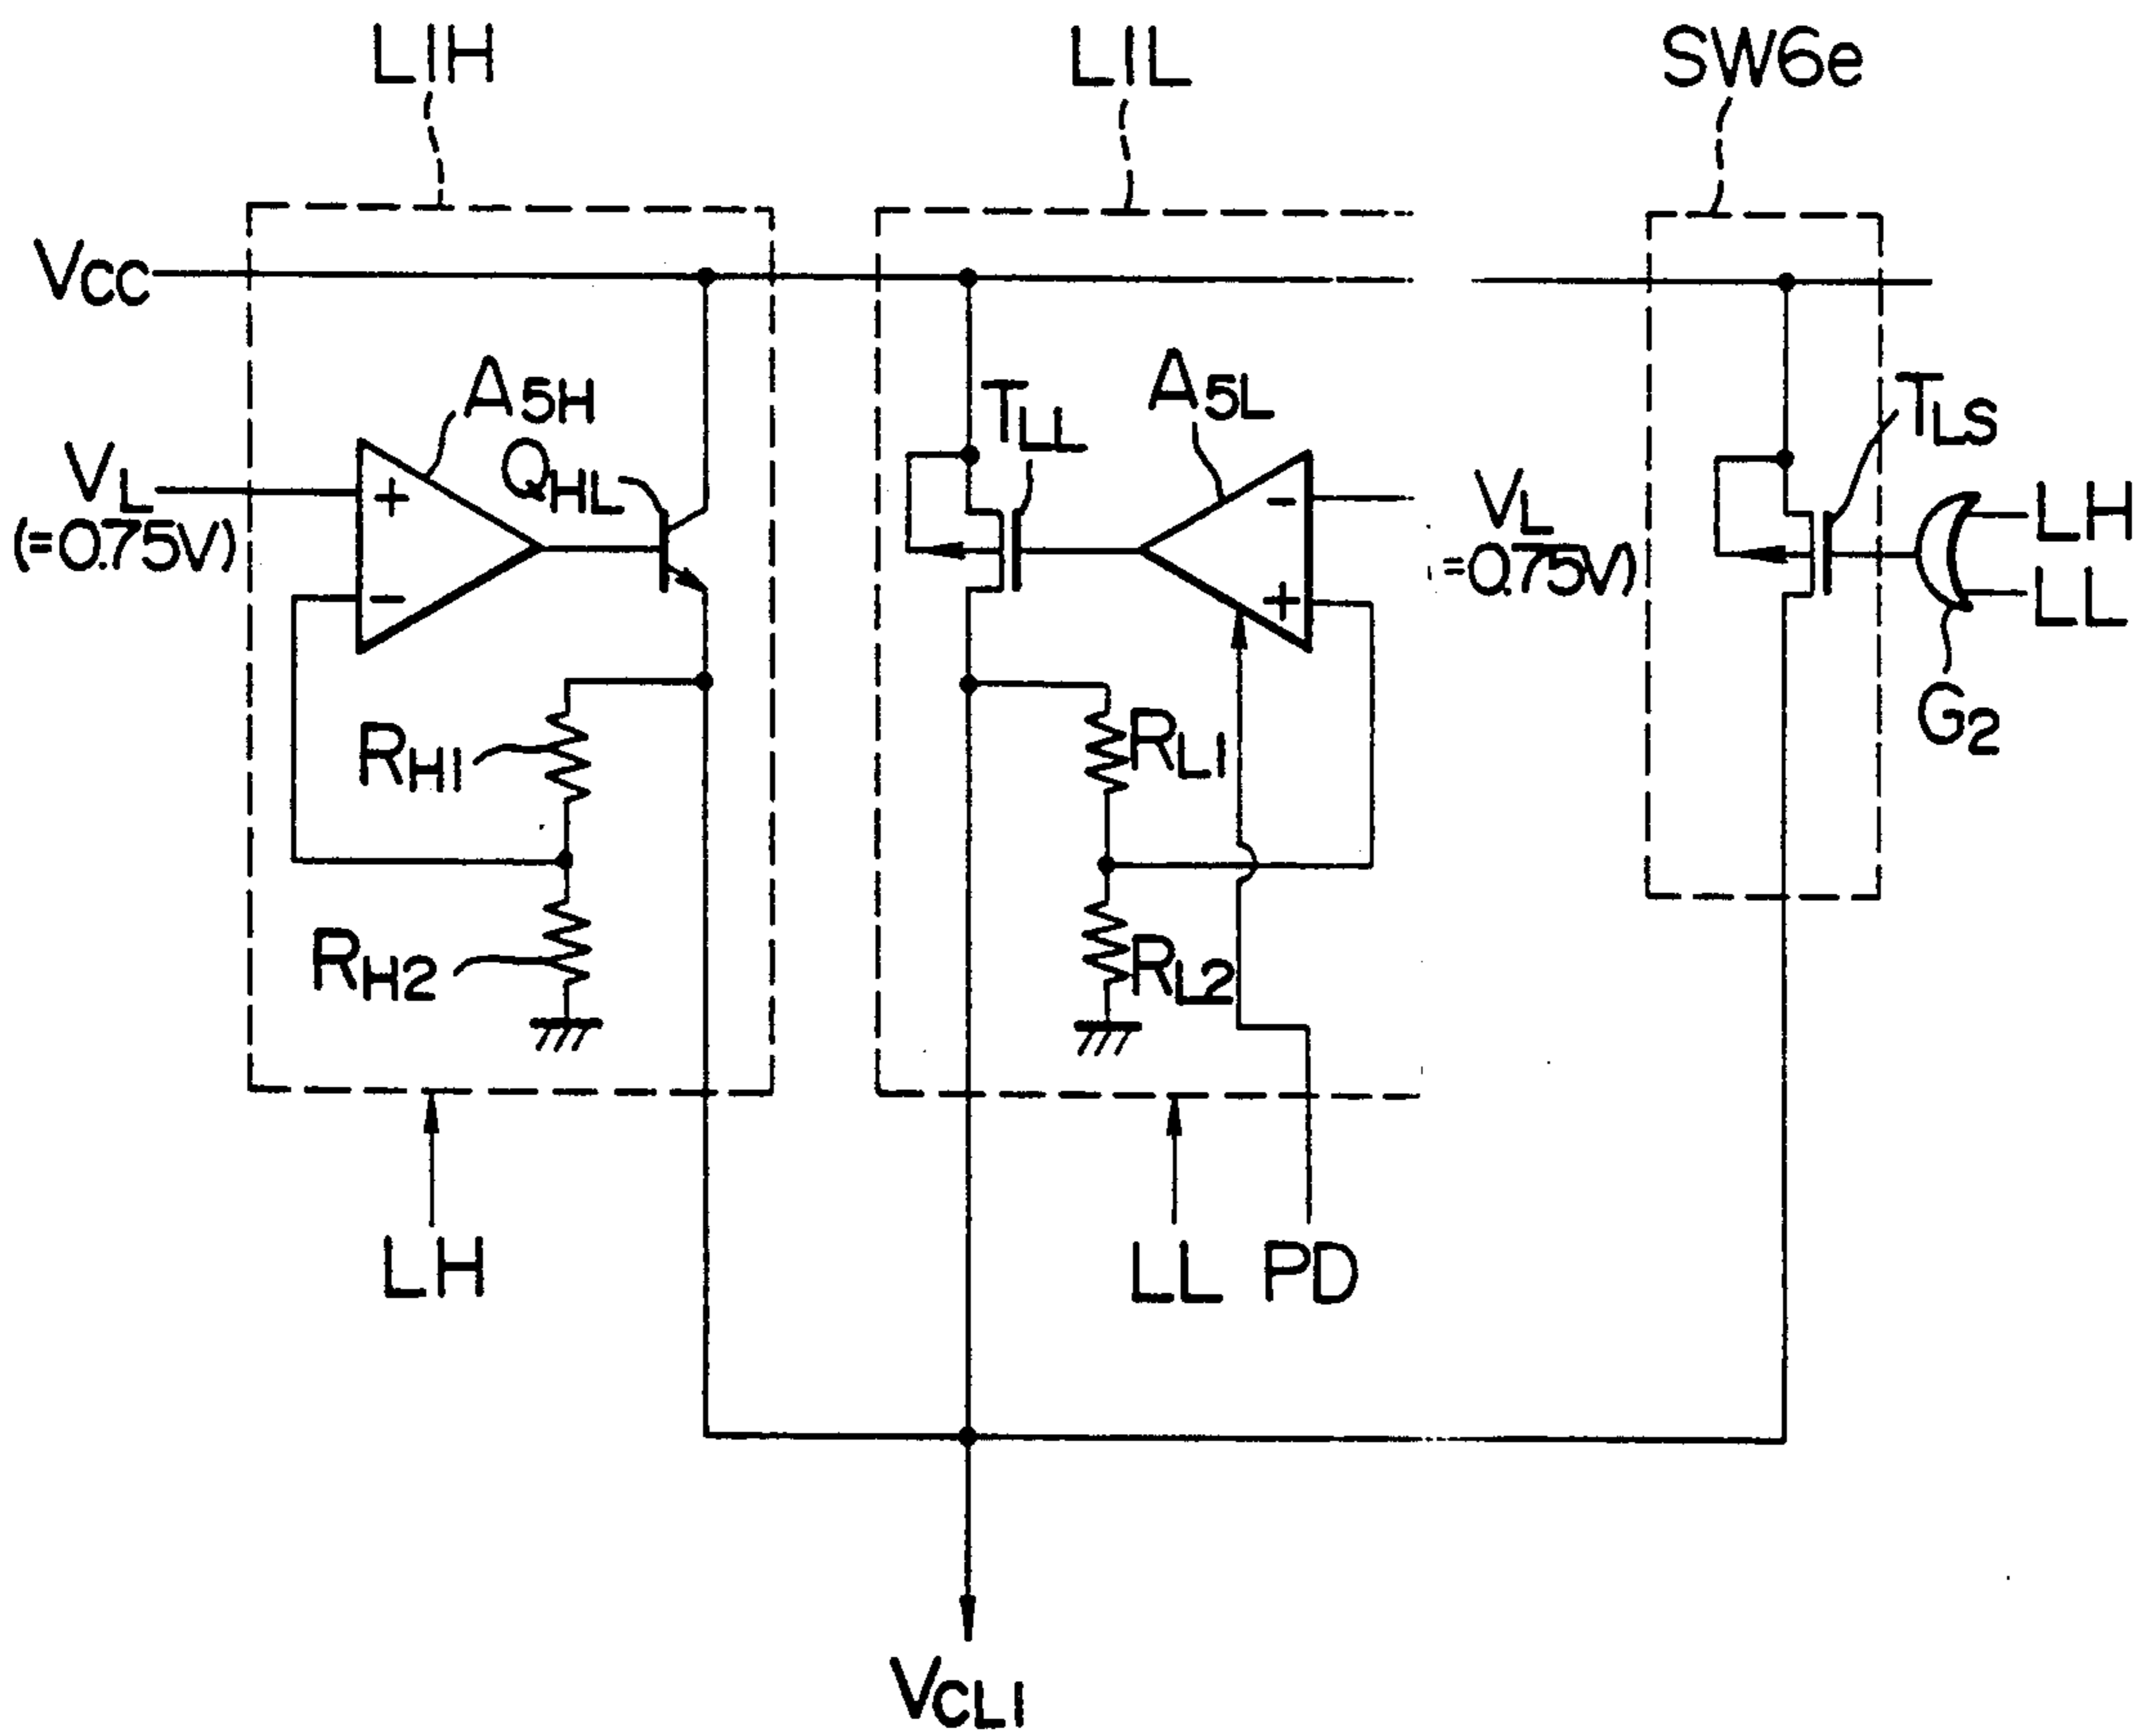 LIH
LIL
SW6e
VCC
A5H
QHL
VL
(=0.75V)
+
-
RH1
RH2
LH
TLL
A5L
-
+
VL
=0.75V)
RL1
RL2
LL PD
TLS
LH
LL
G2
VCL1